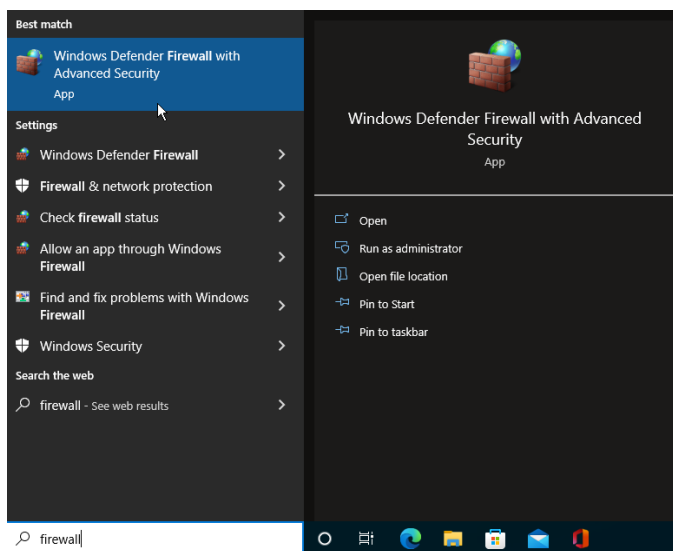 Best match
Windows Defender Firewall with
Advanced Security
App
Settings
Windows Defender Firewall
Firewall & network protection
Check firewall status
Allow an app through Windows
Firewall
Find and fix problems with Windows
Firewall
Windows Security
Search the web
firewall - See web results
firewall
Windows Defender Firewall with Advanced
Security
App
Open
Run as administrator
Open file location
Pin to Start
Pin to taskbar